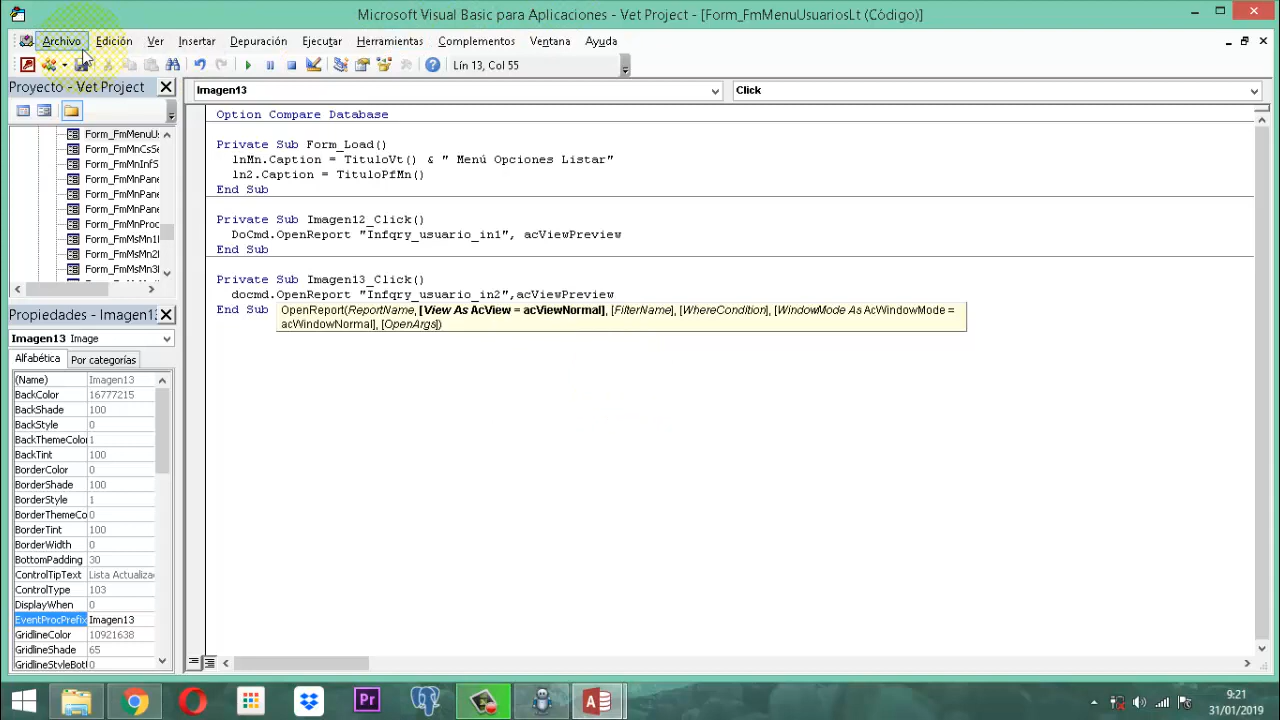 Microsoft Visual Basic para Aplicaciones - Vet Project - [Form_FmMenuUsuariosLt (Código)]
Archivo Edición Ver Insertar Depuración Ejecutar Herramientas Complementos Ventana Ayuda
Lín 13, Col 55
Proyecto - Vet Project
Imagen13
Click
Form_FmMenuUs
Form_FmMnCsSe
Form_FmMnInfS
Form_FmMnPane
Form_FmMnPane
Form_FmMnPane
Form_FmMnProc
Form_FmMsMn1
Form_FmMsMn2
Form_FmMsMn3
Option Compare Database
Private Sub Form_Load()
lnMn.Caption = TituloVt() & " Menú Opciones Listar"
ln2.Caption = TituloPfMn()
End Sub
Private Sub Imagen12_Click()
DoCmd.OpenReport "Infqry_usuario_in1", acViewPreview
End Sub
Private Sub Imagen13_Click()
docmd.OpenReport "Infqry_usuario_in2",acViewPreview
End Sub
OpenReport(ReportName, [View As AcView = acViewNormal], [FilterName], [WhereCondition], [WindowMode As AcWindowMode =
acWindowNormal], [OpenArgs])
Propiedades - Imagen1
Imagen13 Image
Alfabética Por categorías
(Name) Imagen13
BackColor 16777215
BackShade 100
BackStyle 0
BackThemeColo 1
BackTint 100
BorderColor 0
BorderShade 100
BorderStyle 1
BorderThemeCo 0
BorderTint 100
BorderWidth 0
BottomPadding 30
ControlTipText Lista Actualiza
ControlType 103
DisplayWhen 0
EventProcPrefix Imagen13
GridlineColor 10921638
GridlineShade 65
GridlineStyleBot 0
Pr
A
9:21
31/01/2019